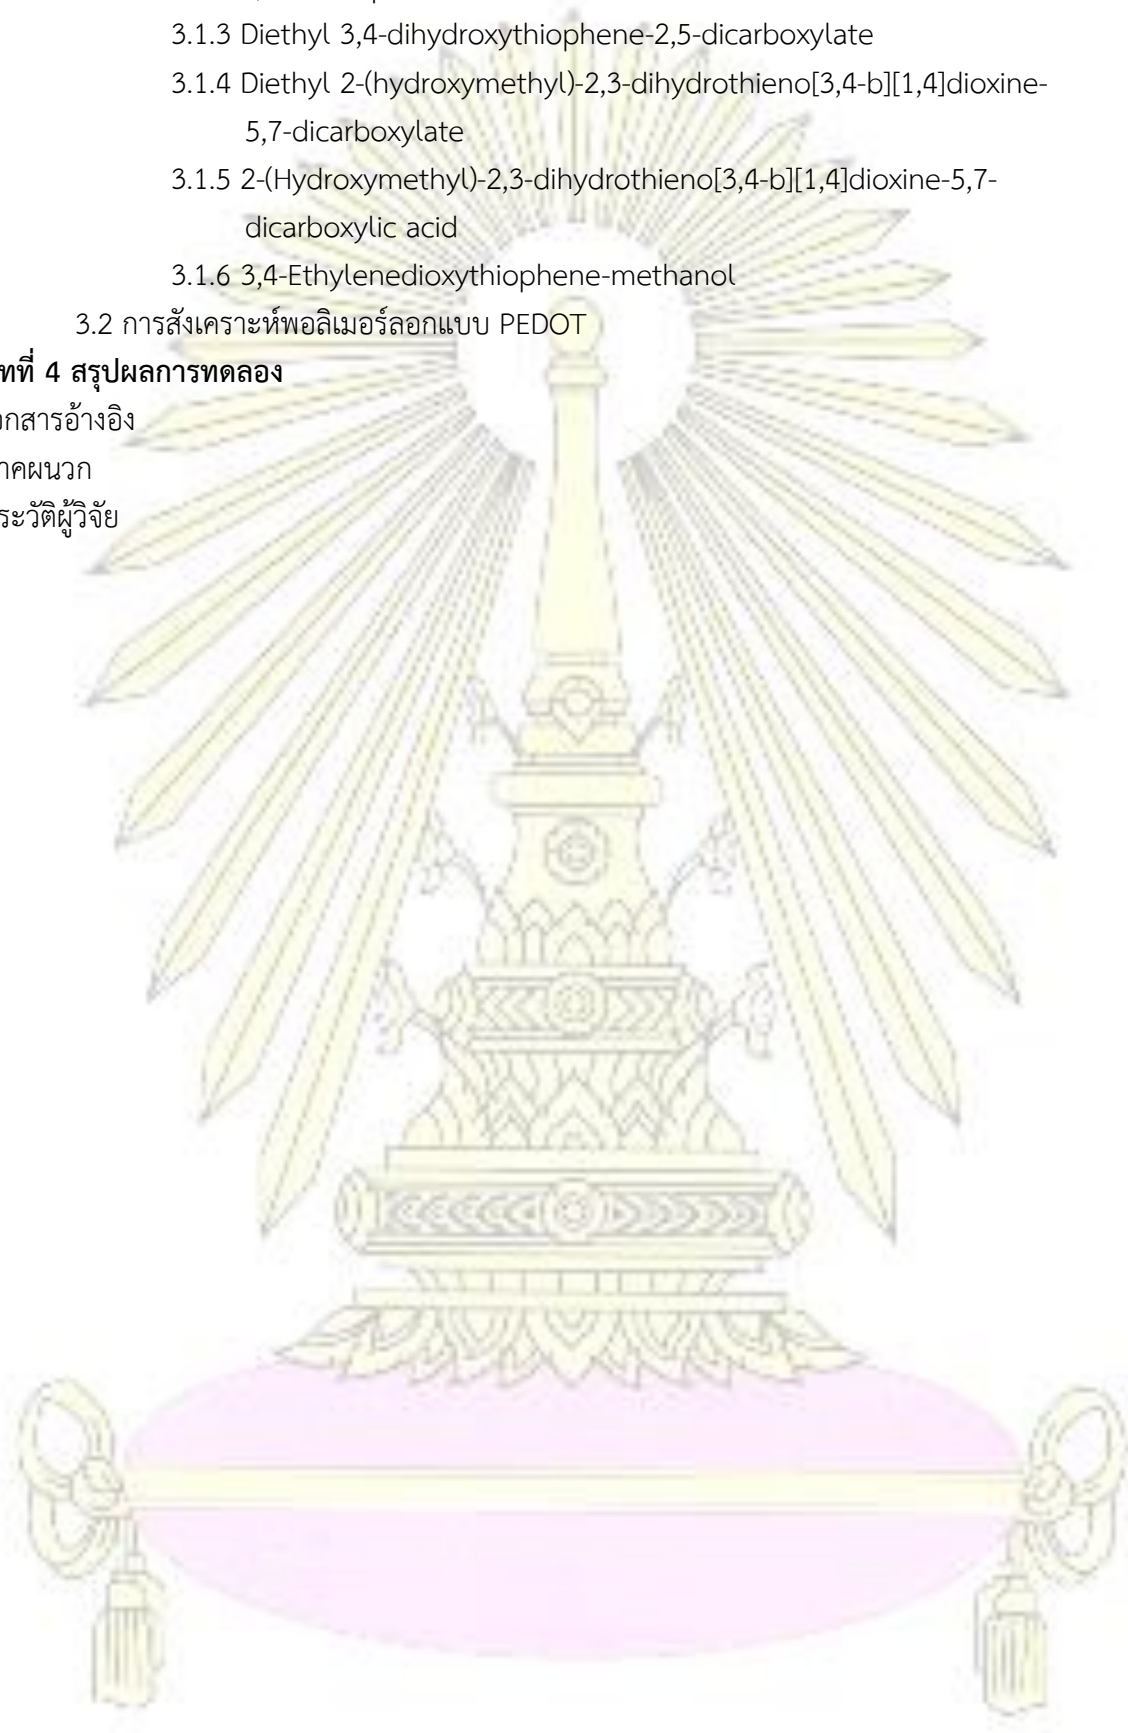 3.1.3 Diethyl 3,4-dihydroxythiophene-2,5-dicarboxylate
3.1.4 Diethyl 2-(hydroxymethyl)-2,3-dihydrothieno[3,4-b][1,4]dioxine-
5,7-dicarboxylate
3.1.5 2-(Hydroxymethyl)-2,3-dihydrothieno[3,4-b][1,4]dioxine-5,7-
dicarboxylic acid
3.1.6 3,4-Ethylenedioxythiophene-methanol
3.2 การสังเคราะห์พอลิเมอร์ลอกแบบ PEDOT
ทที่ 4 สรุปผลการทดลอง
อกสารอ้างอิง
าคผนวก
ระวัติผู้วิจัย